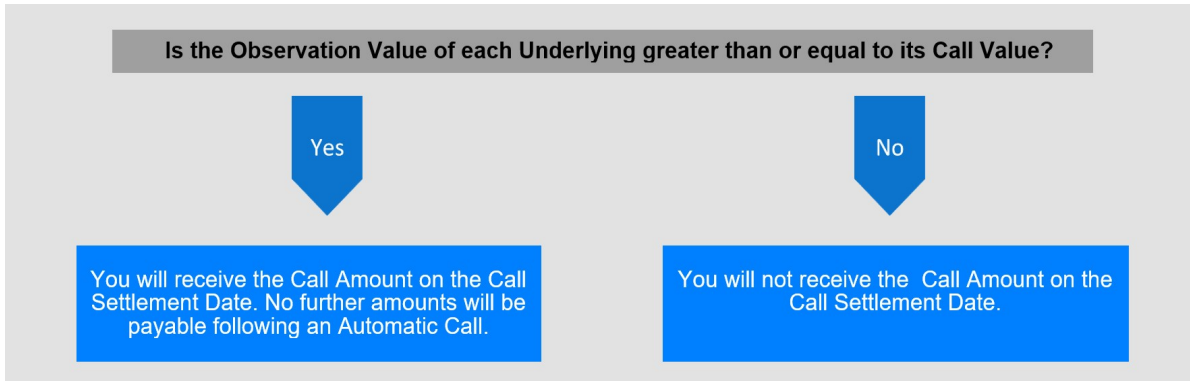 Is the Observation Value of each Underlying greater than or equal to its Call Value?
Yes
No
You will receive the Call Amount on the Call
Settlement Date. No further amounts will be
payable following an Automatic Call.
You will not receive the Call Amount on the
Call Settlement Date.